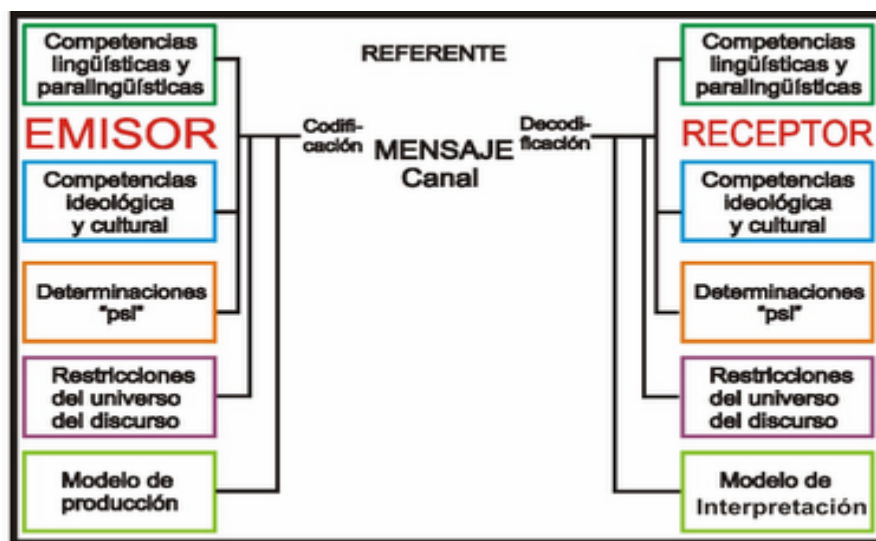 Competencias
lingüísticas y
paralingüísticas
EMISOR
Competencias
ideológica
y cultural
Determinaciones
"psi"
Restricciones
del universo
del discurso
Modelo de
producción
REFERENTE
Codifi-
cación
MENSAJE
Canal
Decodi-
ficación
Competencias
lingüísticas y
paralingüísticas
RECEPTOR
Competencias
ideológica
y cultural
Determinaciones
"psi"
Restricciones
del universo
del discurso
Modelo de
Interpretación